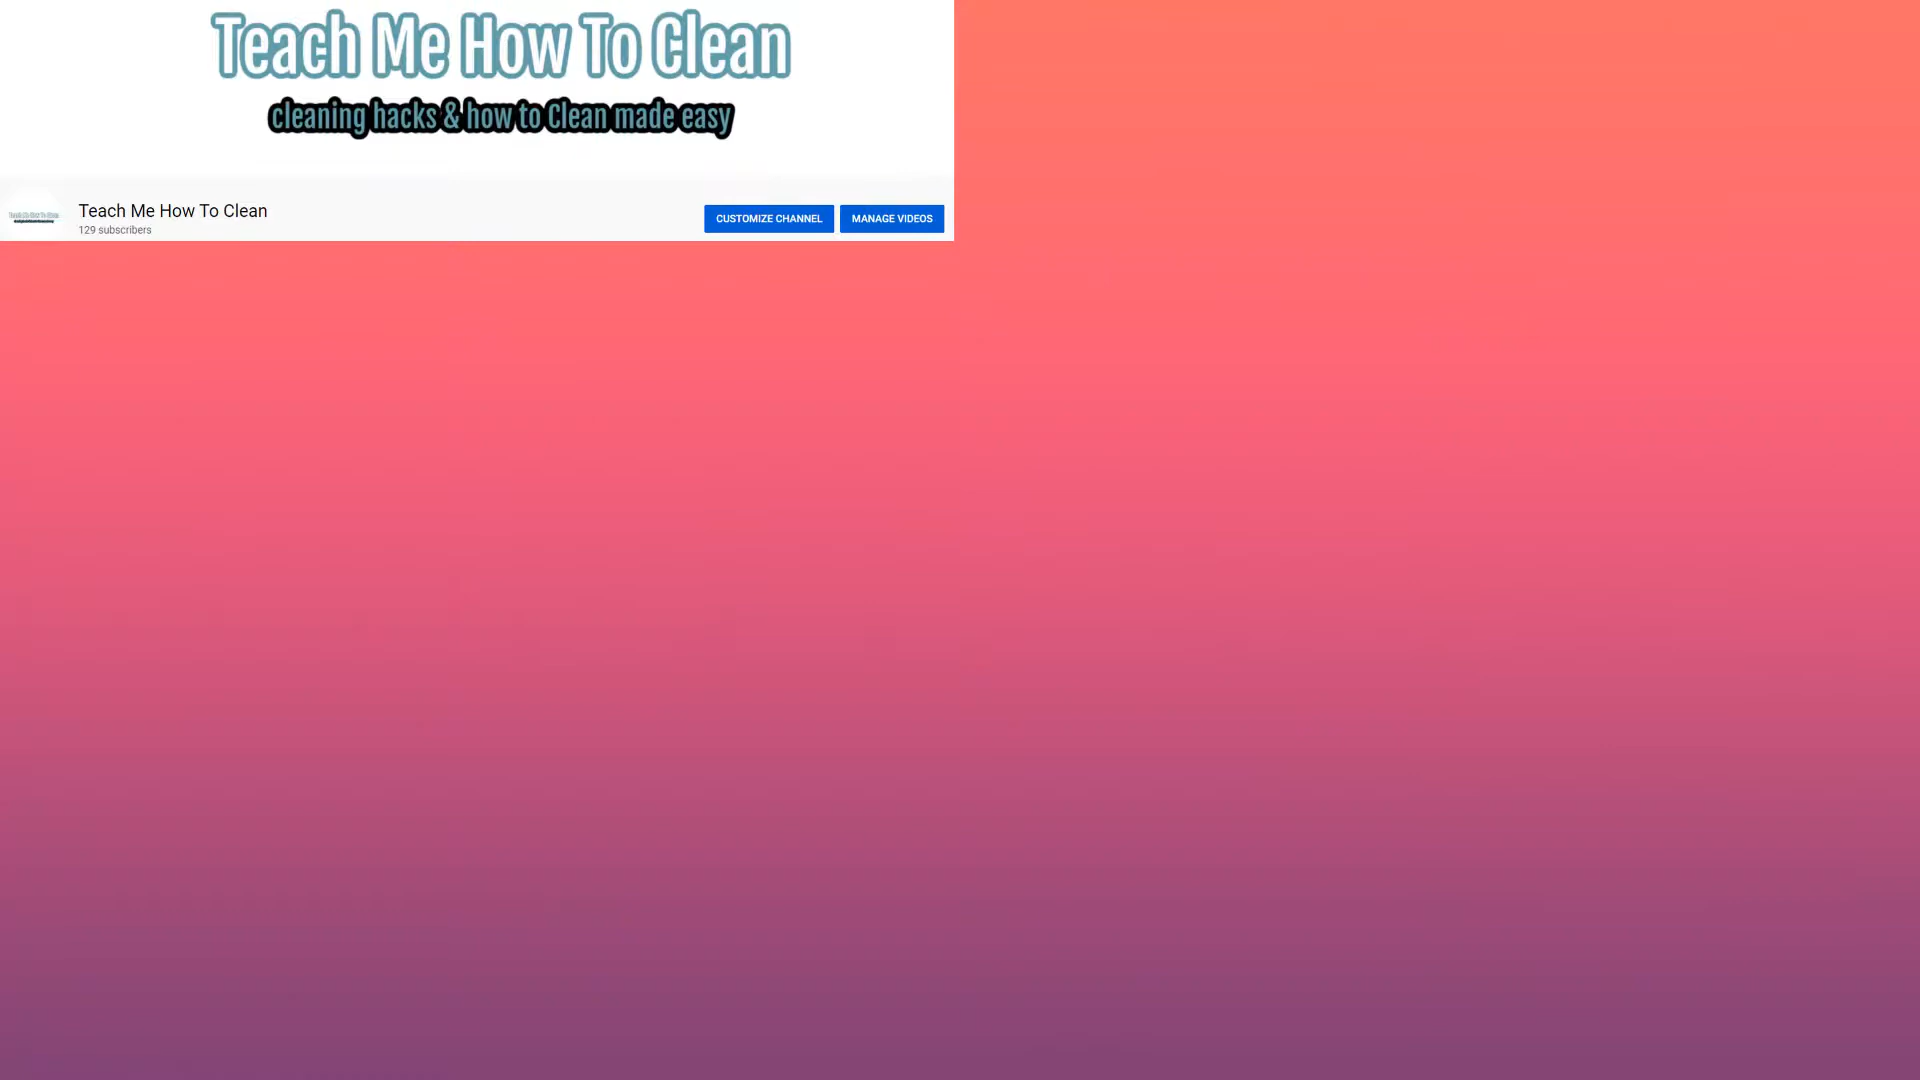 Teach Me How To Clean
cleaning hacks & how to Clean made easy
Teach Me How To Clean
129 subscribers
CUSTOMIZE CHANNEL
MANAGE VIDEOS